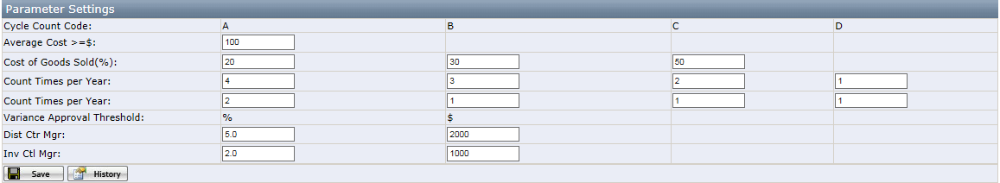 Parameter Settings
Cycle Count Code: A B C D
Average Cost >=$: 100
Cost of Goods Sold(%): 20 30 50
Count Times per Year: 4 3 2 1
Count Times per Year: 2 1 1 1
Variance Approval Threshold: % $
Dist Ctr Mgr: 5.0 2000
Inv Ctl Mgr: 2.0 1000
Save History